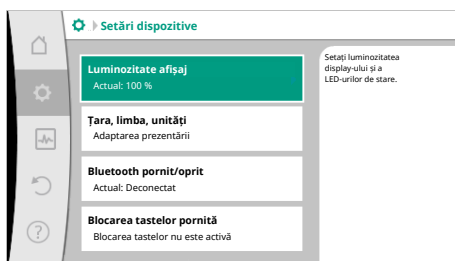 Setări dispozitive
Luminozitate afișaj
Actual: 100 %
Țara, limba, unități
Adaptarea prezentării
Bluetooth pornit/oprit
Actual: Deconectat
Blocarea tastelor pornită
Blocarea tastelor nu este activă
Setați luminozitatea
display-ului și a
LED-urilor de stare.